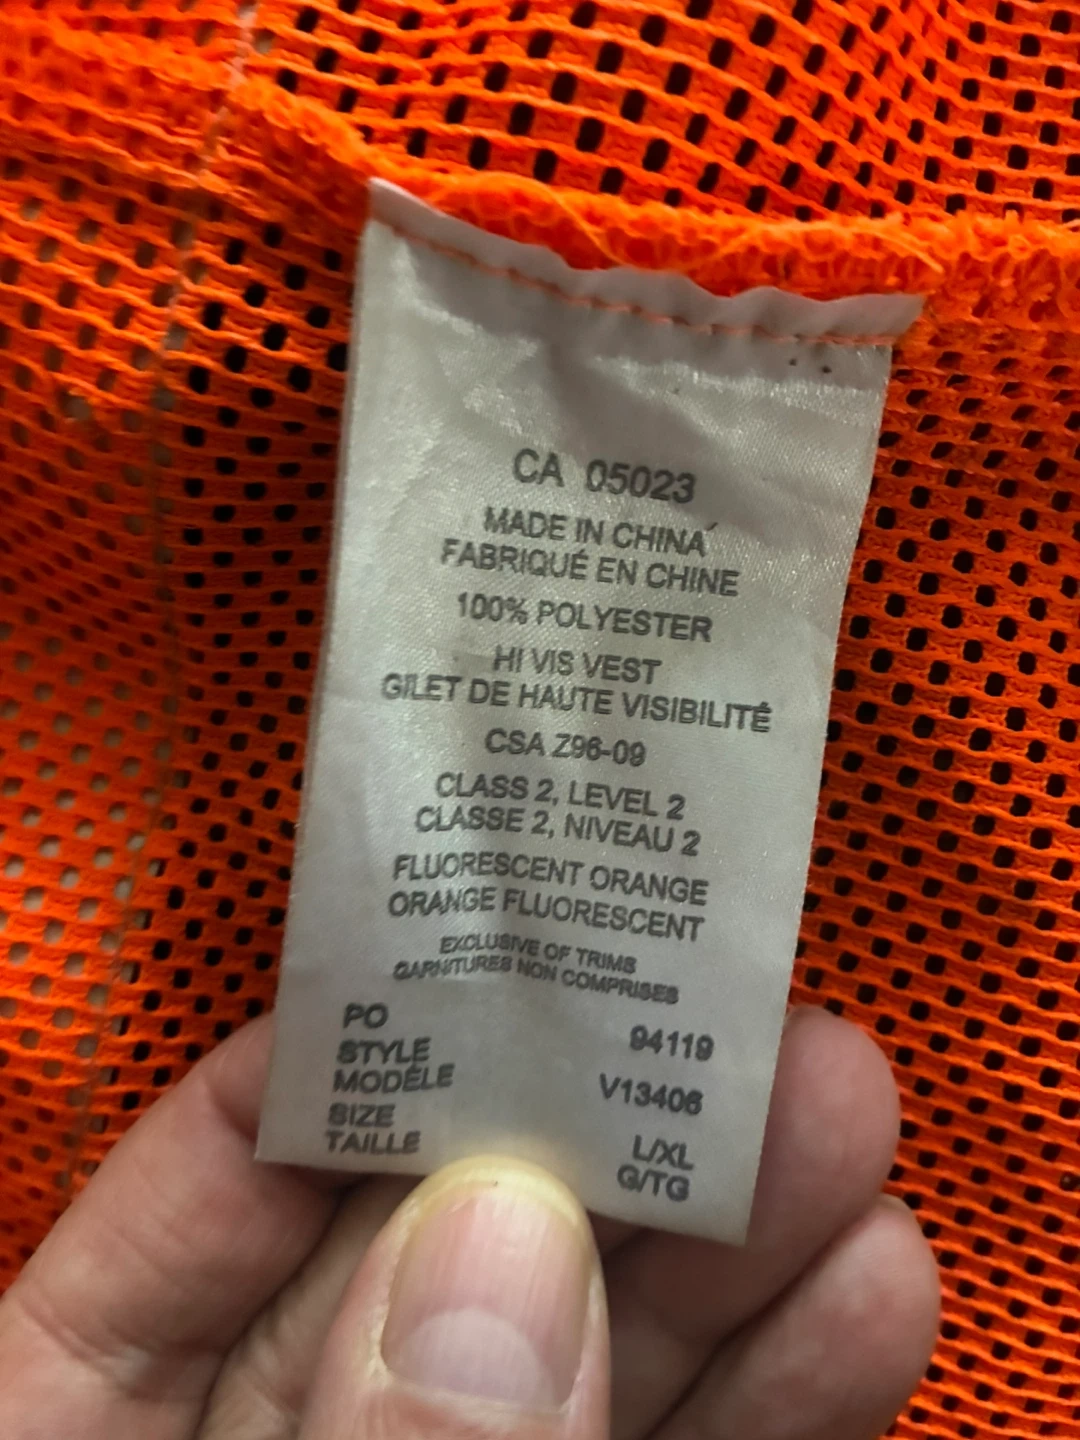 CA 05023
MADE IN CHINA
FABRIQUÉ EN CHINE
100% POLYESTER
HI VIS VEST
GILET DE HAUTE VISIBILITÉ
CSA Z96-09
CLASS 2, LEVEL 2
CLASSE 2, NIVEAU 2
FLUORESCENT ORANGE
ORANGE FLUORESCENT
EXCLUSIVE OF TRIMS
GARNITURES NON COMPRISES
PO 94119
STYLE
MODÈLE V13406
SIZE L/XL
TAILLE G/TG